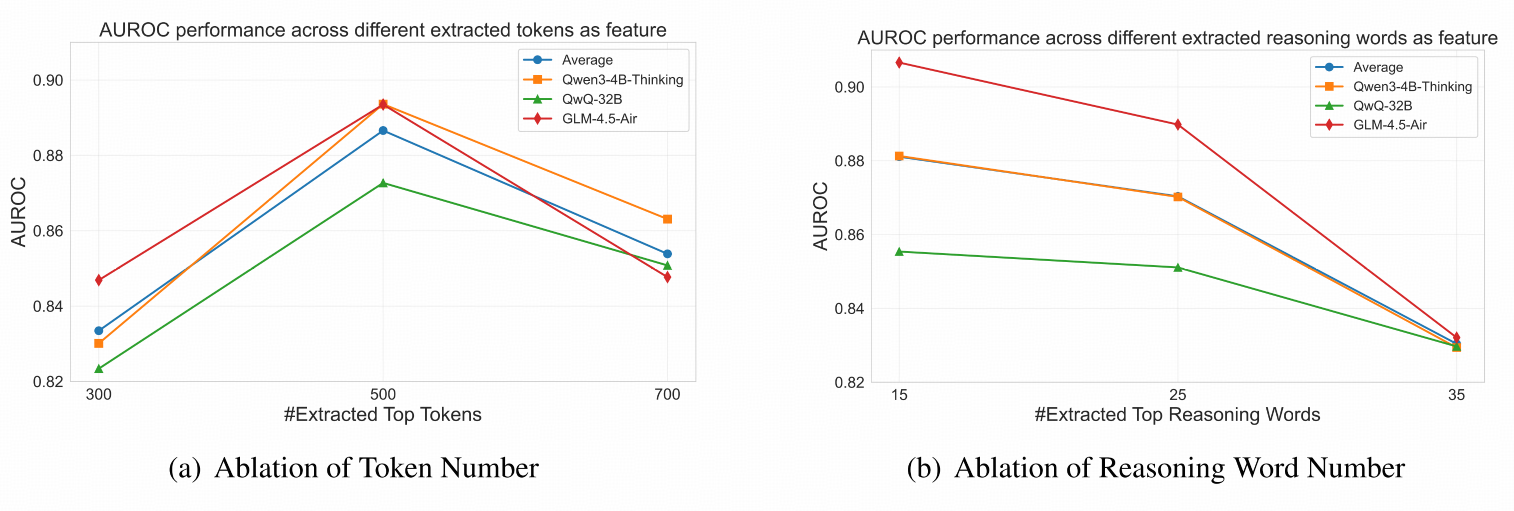 AUROC performance across different extracted tokens as feature
0.90
0.88
0.86
0.84
0.82
AUROC
300
500
700
#Extracted Top Tokens
Average
Qwen3-4B-Thinking
QwQ-32B
GLM-4.5-Air
(a) Ablation of Token Number
AUROC performance across different extracted reasoning words as feature
0.90
0.88
0.86
0.84
0.82
AUROC
15
25
35
#Extracted Top Reasoning Words
Average
Qwen3-4B-Thinking
QwQ-32B
GLM-4.5-Air
(b) Ablation of Reasoning Word Number